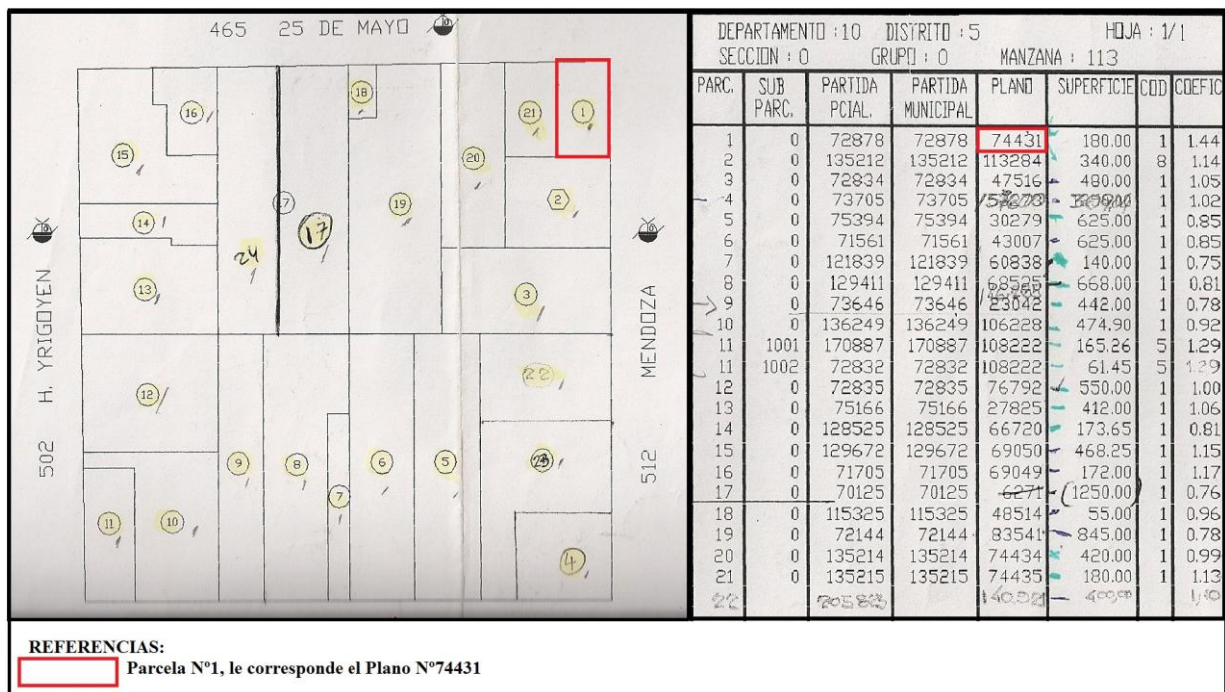 465 25 DE MAYO
18
16
21
1
15
20
2
17
17
19
14
24
13
3
502 H. YRIGOYEN
MENDOZA 512
22
12
23
9
8
6
5
7
11
10
4
DEPARTAMENTO : 10 DISTRITO : 5 HOJA : 1/1
SECCION : 0 GRUPO : 0 MANZANA : 113
PARC. SUB PARC. PARTIDA PCIAL. PARTIDA MUNICIPAL PLANO SUPERFICIE COD COEFIC
1 0 72878 72878 74431 180.00 1 1.44
2 0 135212 135212 113284 340.00 8 1.14
3 0 72834 72834 47516 480.00 1 1.05
4 0 73705 73705 1 1.02
5 0 75394 75394 30279 625.00 1 0.85
6 0 71561 71561 43007 625.00 1 0.85
7 0 121839 121839 60838 140.00 1 0.75
8 0 129411 129411 68525 668.00 1 0.81
9 0 73646 73646 23042 442.00 1 0.78
10 0 136249 136249 106228 474.90 1 0.92
11 1001 170887 170887 108222 165.26 5 1.29
11 1002 72832 72832 108222 61.45 5 1.29
12 0 72835 72835 76792 550.00 1 1.00
13 0 75166 75166 27825 412.00 1 1.06
14 0 128525 128525 66720 173.65 1 0.81
15 0 129672 129672 69050 468.25 1 1.15
16 0 71705 71705 69049 172.00 1 1.17
17 0 70125 70125 6271 (1250.00) 1 0.76
18 0 115325 115325 48514 55.00 1 0.96
19 0 72144 72144 83541 845.00 1 0.78
20 0 135214 135214 74434 420.00 1 0.99
21 0 135215 135215 74435 180.00 1 1.13
22
REFERENCIAS:
Parcela Nº1, le corresponde el Plano Nº74431